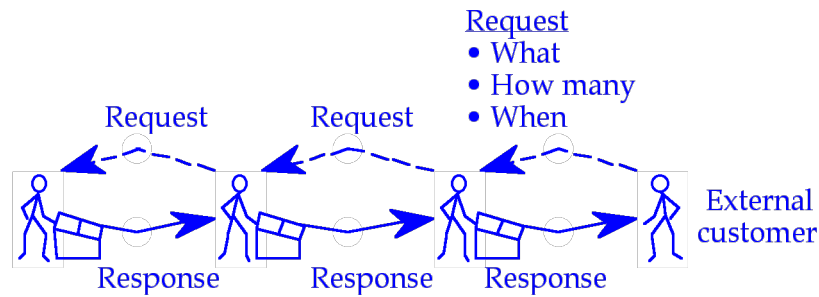 Request
• What
• How many
• When
Request
Request
External
customer
Response
Response
Response